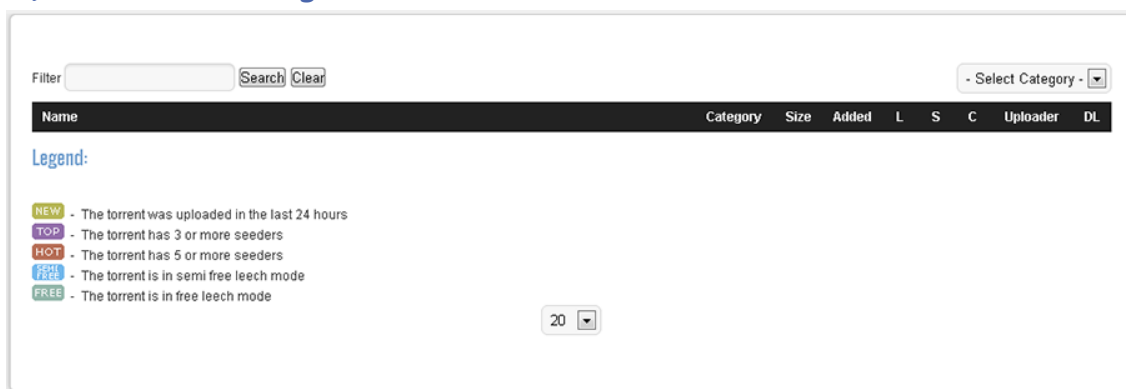 Filter Search Clear - Select Category -
Name Category Size Added L S C Uploader DL
Legend:
NEW - The torrent was uploaded in the last 24 hours
TOP - The torrent has 3 or more seeders
HOT - The torrent has 5 or more seeders
SEMI FREE - The torrent is in semi free leech mode
FREE - The torrent is in free leech mode
20